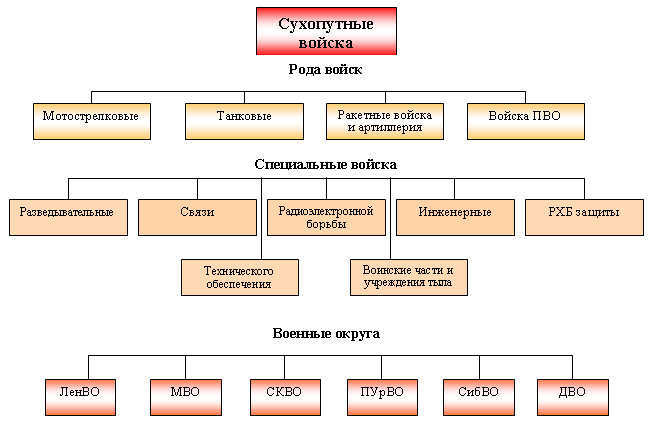 Сухопутные
войска
Рода войск
Мотострелковые
Танковые
Ракетные войска
и артиллерия
Войска ПВО
Специальные войска
Разведывательные
Связи
Радиоэлектронной
борьбы
Инженерные
РХБ защиты
Технического
обеспечения
Воинские части и
учреждения тыла
Военные округа
ЛенВО
МВО
СКВО
ПУрВО
СибВО
ДВО